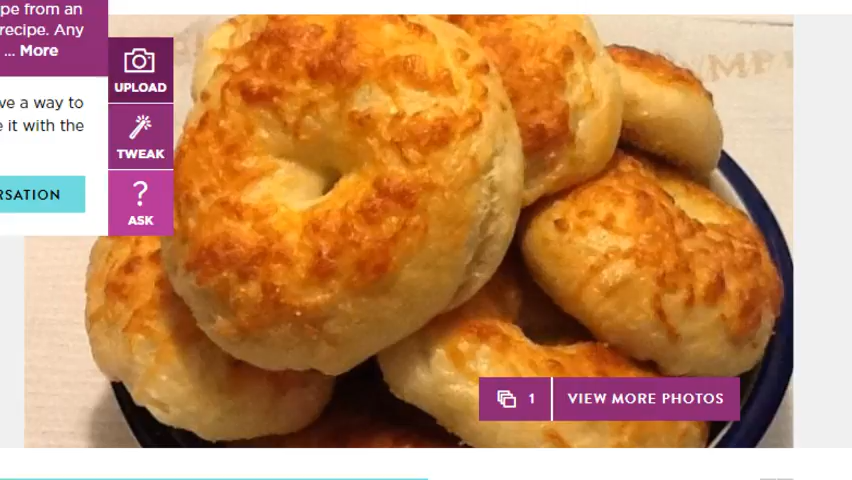 pe from an
recipe. Any
... More
ve a way to
e it with the
RSATION
UPLOAD
TWEAK
?
ASK
1
VIEW MORE PHOTOS